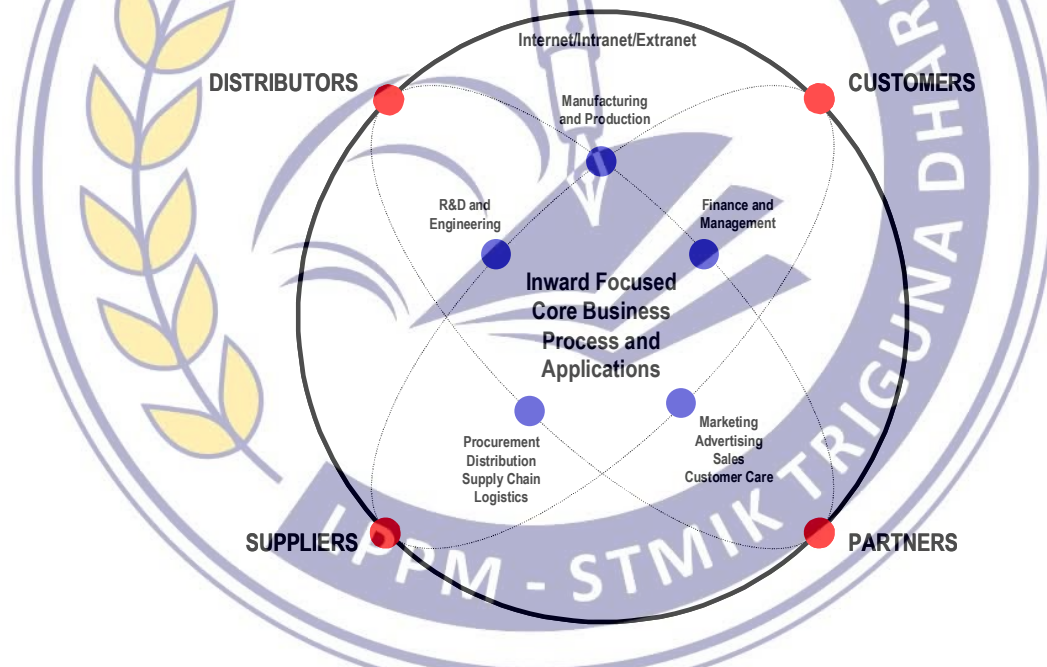 Internet/Intranet/Extranet
DISTRIBUTORS
CUSTOMERS
Manufacturing
and Production
R&D and
Engineering
Finance and
Management
Inward Focused
Core Business
Process and
Applications
Procurement
Distribution
Supply Chain
Logistics
Marketing
Advertising
Sales
Customer Care
SUPPLIERS
PARTNERS
LPPM - STMIK TRIGUNA DHAR